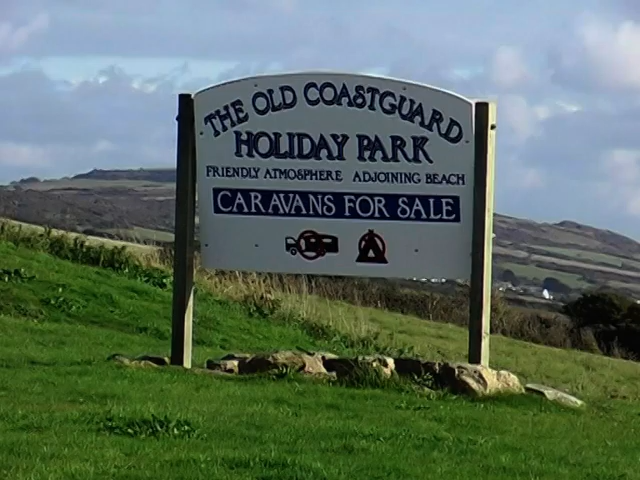 THE OLD COASTGUARD
HOLIDAY PARK
FRIENDLY ATMOSPHERE ADJOINING BEACH
CARAVANS FOR SALE